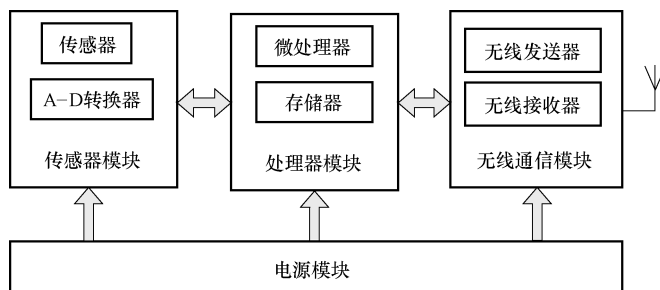 传感器
A-D转换器
传感器模块
微处理器
存储器
处理器模块
无线发送器
无线接收器
无线通信模块
电源模块